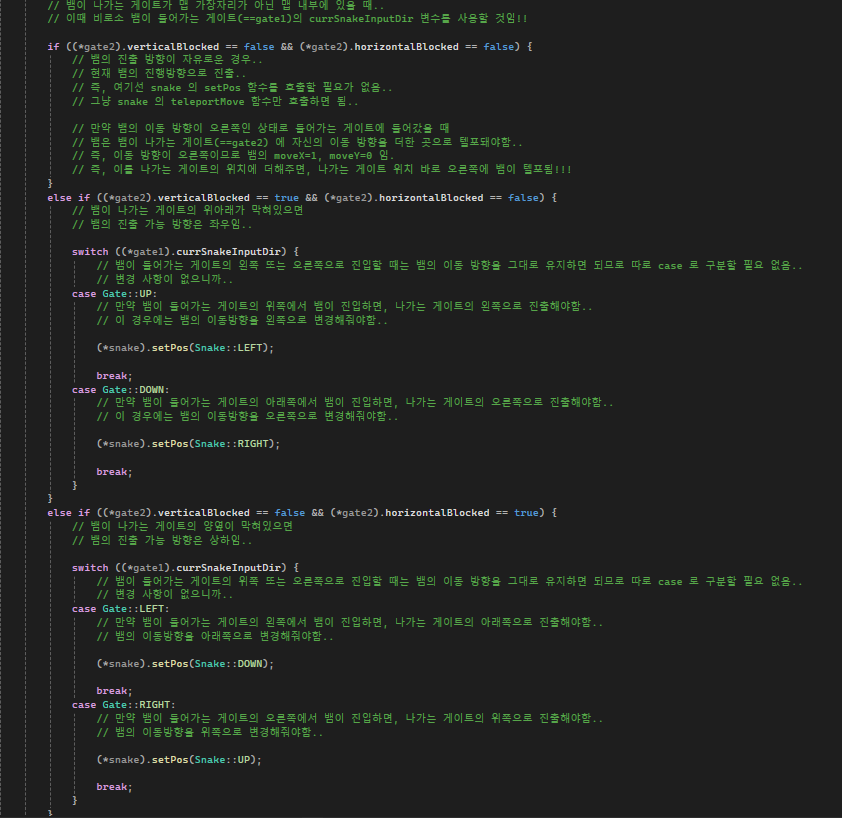 // 뱀이 나가는 게이트가 맵 가장자리가 아닌 맵 내부에 있을 때..
// 이때 비로소 뱀이 들어가는 게이트(==gate1)의 currSnakeInputDir 변수를 사용할 것임!!
if ((*gate2).verticalBlocked == false && (*gate2).horizontalBlocked == false) {
// 뱀의 진출 방향이 자유로운 경우..
// 현재 뱀의 진행방향으로 진출..
// 즉, 여기선 snake 의 setPos 함수를 호출할 필요가 없음..
// 그냥 snake 의 teleportMove 함수만 호출하면 됨..
// 만약 뱀의 이동 방향이 오른쪽인 상태로 들어가는 게이트에 들어갔을 때
// 뱀은 뱀이 나가는 게이트(==gate2) 에 자신의 이동 방향을 더한 곳으로 텔포돼야함..
// 즉, 이동 방향이 오른쪽이므로 뱀의 moveX=1, moveY=0 임.
// 즉, 이를 나가는 게이트의 위치에 더해주면, 나가는 게이트 위치 바로 오른쪽에 뱀이 텔포됨!!!
}
else if ((*gate2).verticalBlocked == true && (*gate2).horizontalBlocked == false) {
// 뱀이 나가는 게이트의 위아래가 막혀있으면
// 뱀의 진출 가능 방향은 좌우임..
switch ((*gate1).currSnakeInputDir) {
// 뱀이 들어가는 게이트의 왼쪽 또는 오른쪽으로 진입할 때는 뱀의 이동 방향을 그대로 유지하면 되므로 따로 case 로 구분할 필요 없음..
// 변경 사항이 없으니까..
case Gate::UP:
// 만약 뱀이 들어가는 게이트의 위쪽에서 뱀이 진입하면, 나가는 게이트의 왼쪽으로 진출해야함..
// 이 경우에는 뱀의 이동방향을 왼쪽으로 변경해줘야함..
(*snake).setPos(Snake::LEFT);
break;
case Gate::DOWN:
// 만약 뱀이 들어가는 게이트의 아래쪽에서 뱀이 진입하면, 나가는 게이트의 오른쪽으로 진출해야함..
// 이 경우에는 뱀의 이동방향을 오른쪽으로 변경해줘야함..
(*snake).setPos(Snake::RIGHT);
break;
}
}
else if ((*gate2).verticalBlocked == false && (*gate2).horizontalBlocked == true) {
// 뱀이 나가는 게이트의 양옆이 막혀있으면
// 뱀의 진출 가능 방향은 상하임..
switch ((*gate1).currSnakeInputDir) {
// 뱀이 들어가는 게이트의 위쪽 또는 오른쪽으로 진입할 때는 뱀의 이동 방향을 그대로 유지하면 되므로 따로 case 로 구분할 필요 없음..
// 변경 사항이 없으니까..
case Gate::LEFT:
// 만약 뱀이 들어가는 게이트의 왼쪽에서 뱀이 진입하면, 나가는 게이트의 아래쪽으로 진출해야함..
// 뱀의 이동방향을 아래쪽으로 변경해줘야함..
(*snake).setPos(Snake::DOWN);
break;
case Gate::RIGHT:
// 만약 뱀이 들어가는 게이트의 오른쪽에서 뱀이 진입하면, 나가는 게이트의 위쪽으로 진출해야함..
// 뱀의 이동방향을 위쪽으로 변경해줘야함..
(*snake).setPos(Snake::UP);
break;
}
}